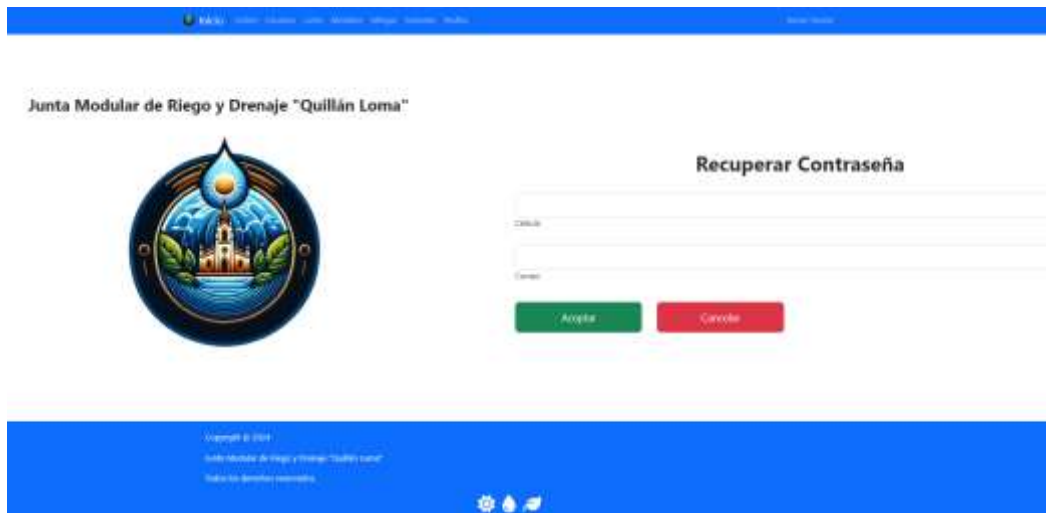 Inicio
Junta Modular de Riego y Drenaje "Quillán Loma"
Recuperar Contraseña
Cédula
Correo
Aceptar Cancelar
Copyright © 2024
Junta Modular de Riego y Drenaje "Quillán Loma"
Todos los derechos reservados.